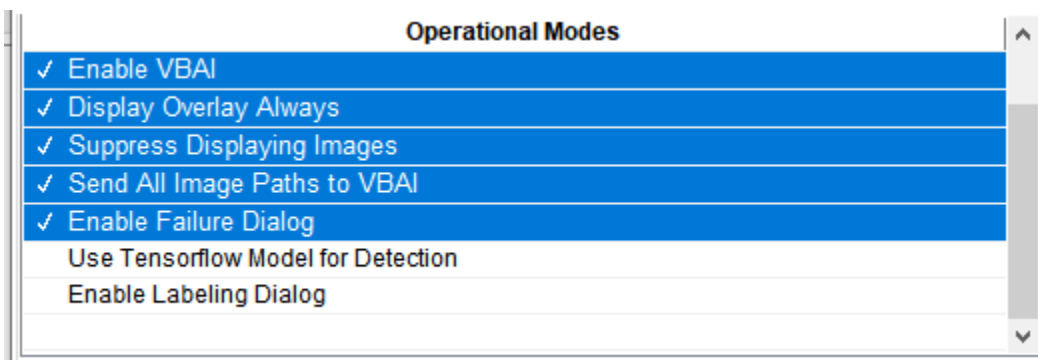 Operational Modes
✓ Enable VBAI
✓ Display Overlay Always
✓ Suppress Displaying Images
✓ Send All Image Paths to VBAI
✓ Enable Failure Dialog
Use Tensorflow Model for Detection
Enable Labeling Dialog